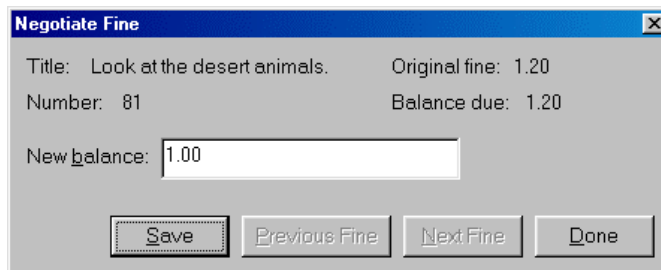 Negotiate Fine
Title: Look at the desert animals. Original fine: 1.20
Number: 81 Balance due: 1.20
New balance: 1.00
Save Previous Fine Next Fine Done